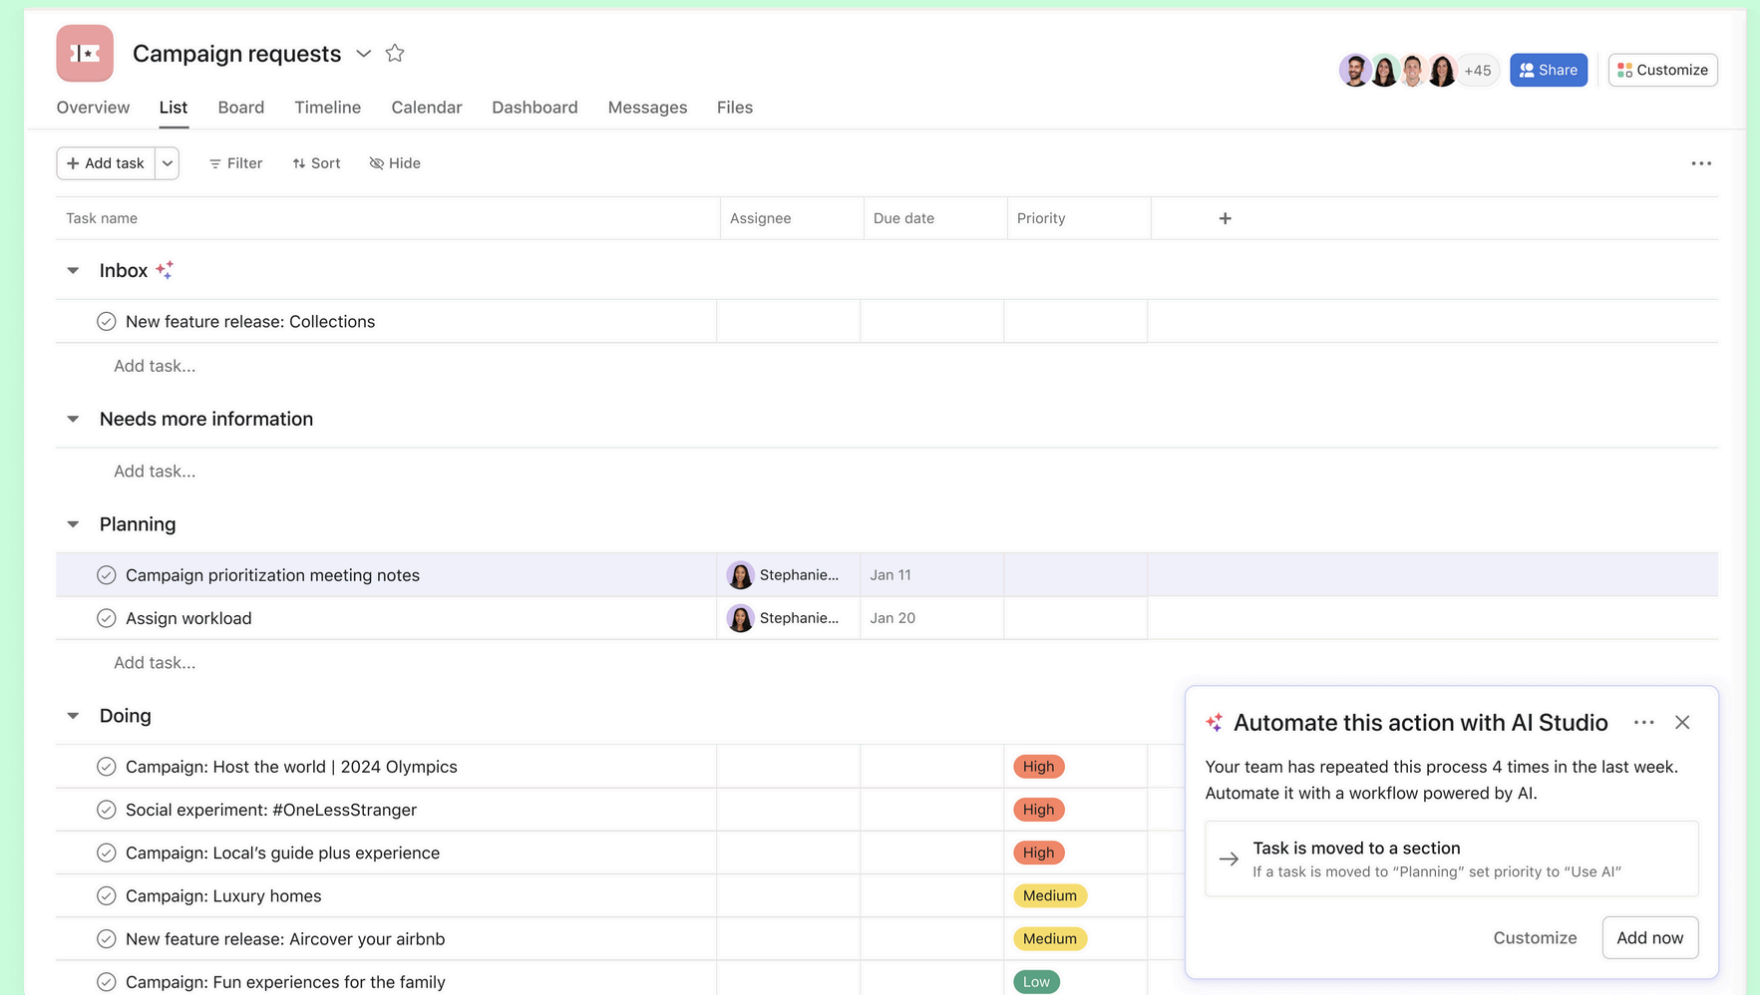 Campaign requests
+45
Share
Customize
Overview List Board Timeline Calendar Dashboard Messages Files
+ Add task Filter Sort Hide
Task name Assignee Due date Priority +
Inbox
New feature release: Collections
Add task...
Needs more information
Add task...
Planning
Campaign prioritization meeting notes Stephanie... Jan 11
Assign workload Stephanie... Jan 20
Add task...
Doing
Campaign: Host the world | 2024 Olympics High
Social experiment: #OneLessStranger High
Campaign: Local’s guide plus experience High
Campaign: Luxury homes Medium
New feature release: Aircover your airbnb Medium
Campaign: Fun experiences for the family Low
Automate this action with AI Studio
Your team has repeated this process 4 times in the last week.
Automate it with a workflow powered by AI.
Task is moved to a section
If a task is moved to “Planning” set priority to “Use AI”
Customize Add now